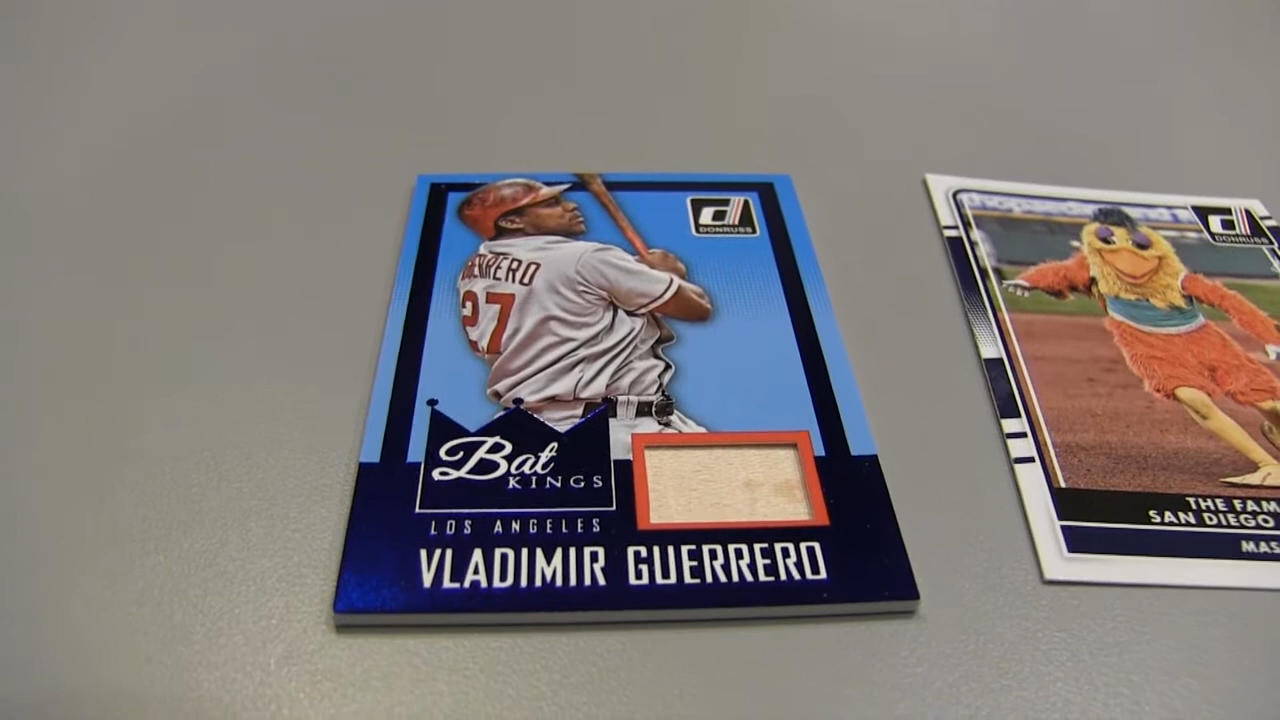 DONRUSS
GUERRERO
27
Bat
KINGS
LOS ANGELES
VLADIMIR GUERRERO
DONRUSS
THE FAM
SAN DIEGO
MAS